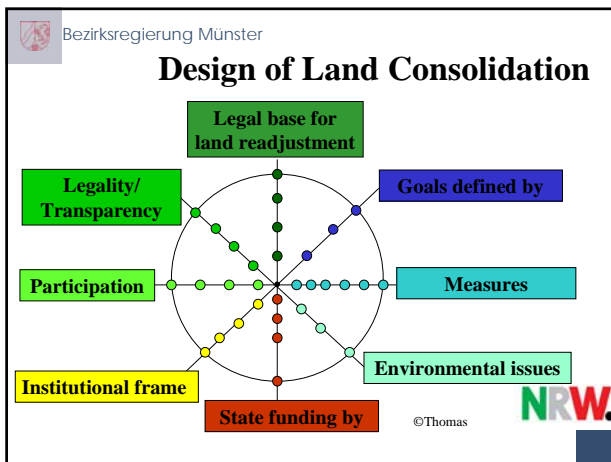 Bezirksregierung Münster
Design of Land Consolidation
Legal base for
land readjustment
Legality/
Transparency
Goals defined by
Participation
Measures
Institutional frame
Environmental issues
State funding by
©Thomas
NRW.